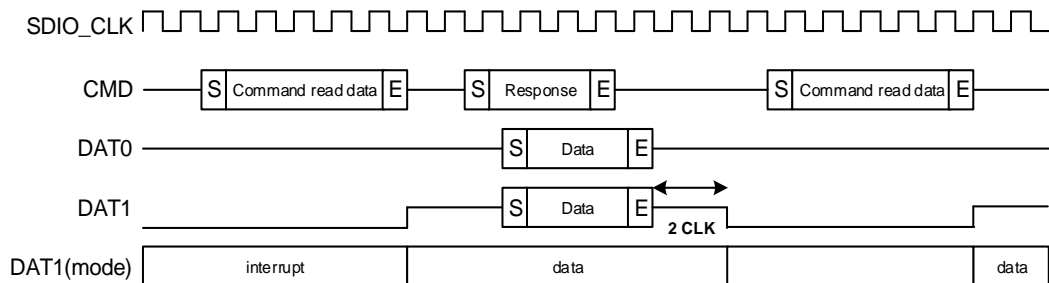 SDIO_CLK
CMD S Command read data E S Response E S Command read data E
DAT0 S Data E
DAT1 S Data E 2 CLK
DAT1(mode) interrupt data data